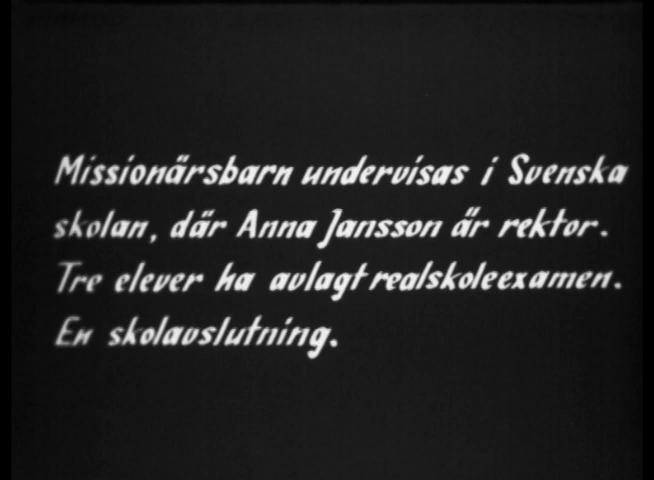 Missionärsbarn undervisas i Svenska
skolan, där Anna Jansson är rektor.
Tre elever ha avlagt realskoleexamen.
En skolavslutning.